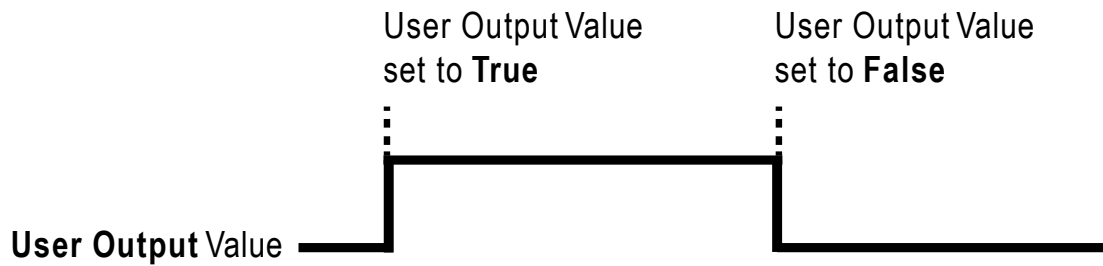 User Output Value
set to True
User Output Value
set to False
User Output Value